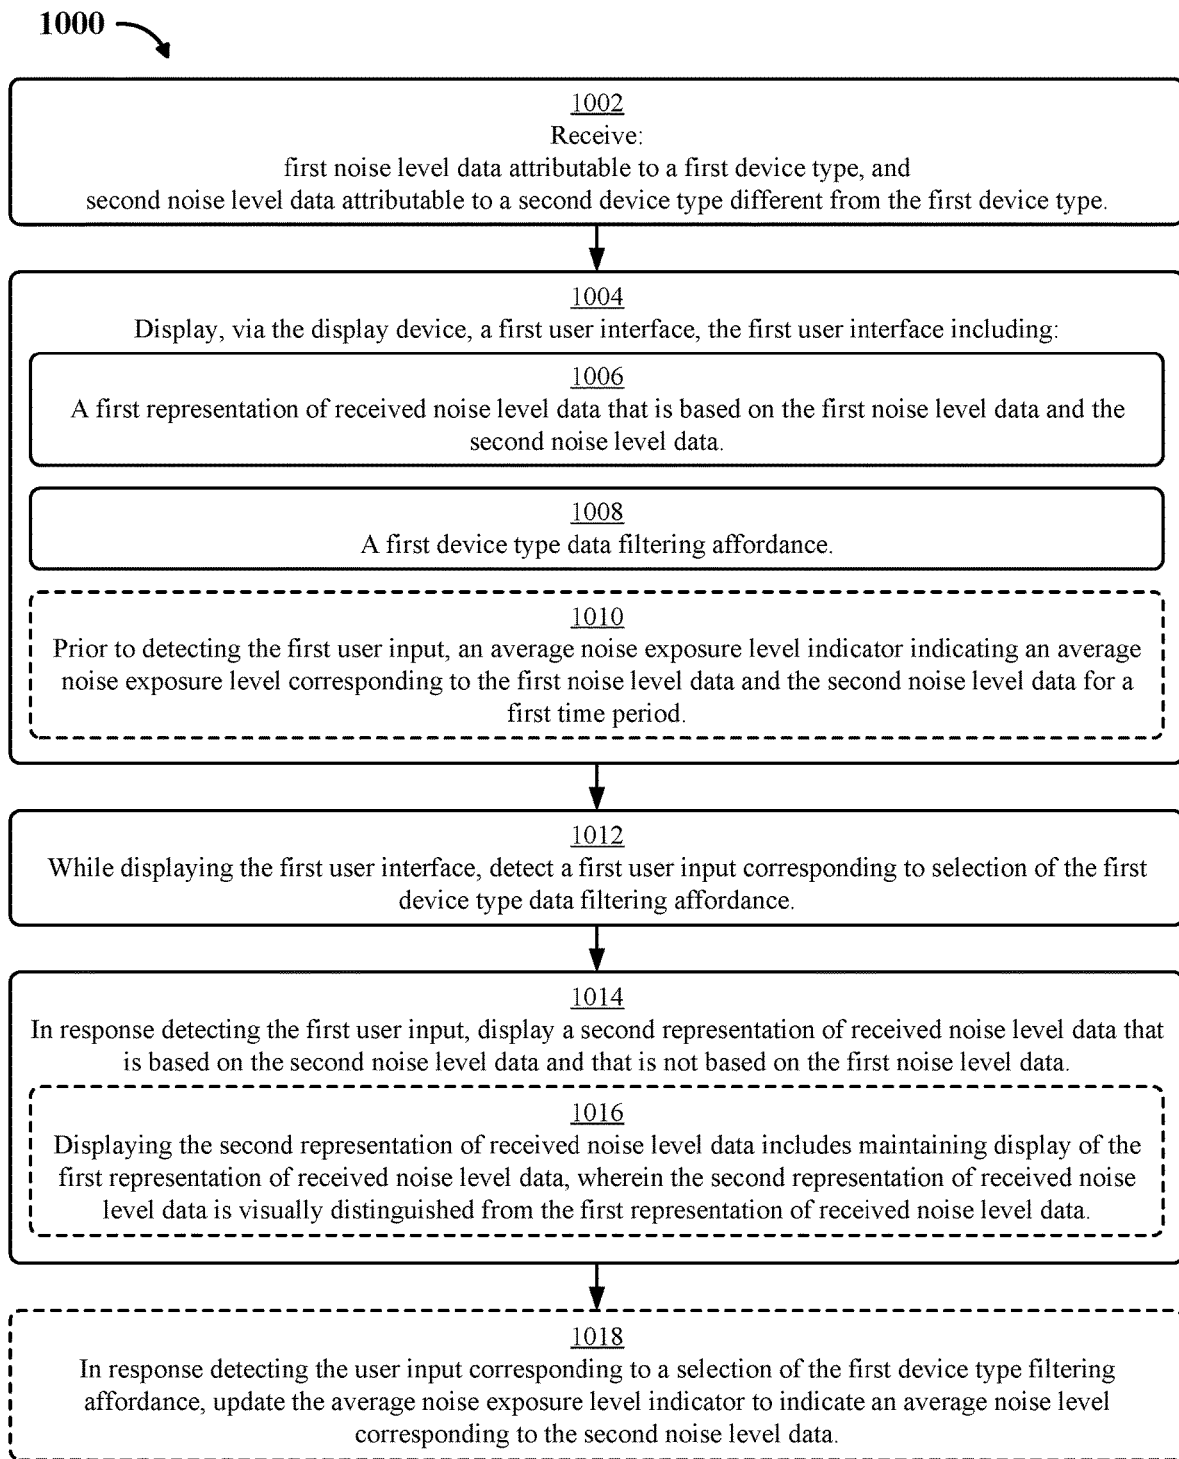 1000
1002
Receive:
first noise level data attributable to a first device type, and
second noise level data attributable to a second device type different from the first device type.
1004
Display, via the display device, a first user interface, the first user interface including:
1006
A first representation of received noise level data that is based on the first noise level data and the
second noise level data.
1008
A first device type data filtering affordance.
1010
Prior to detecting the first user input, an average noise exposure level indicator indicating an average
noise exposure level corresponding to the first noise level data and the second noise level data for a
first time period.
1012
While displaying the first user interface, detect a first user input corresponding to selection of the first
device type data filtering affordance.
1014
In response detecting the first user input, display a second representation of received noise level data that
is based on the second noise level data and that is not based on the first noise level data.
1016
Displaying the second representation of received noise level data includes maintaining display of the
first representation of received noise level data, wherein the second representation of received noise
level data is visually distinguished from the first representation of received noise level data.
1018
In response detecting the user input corresponding to a selection of the first device type filtering
affordance, update the average noise exposure level indicator to indicate an average noise level
corresponding to the second noise level data.